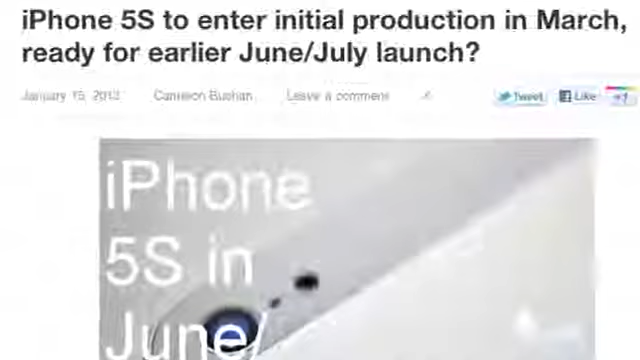 iPhone 5S to enter initial production in March,
ready for earlier June/July launch?
January 15, 2013 Cameron Bushan Leave a comment Tweet Like +1
iPhone
5S in
June/